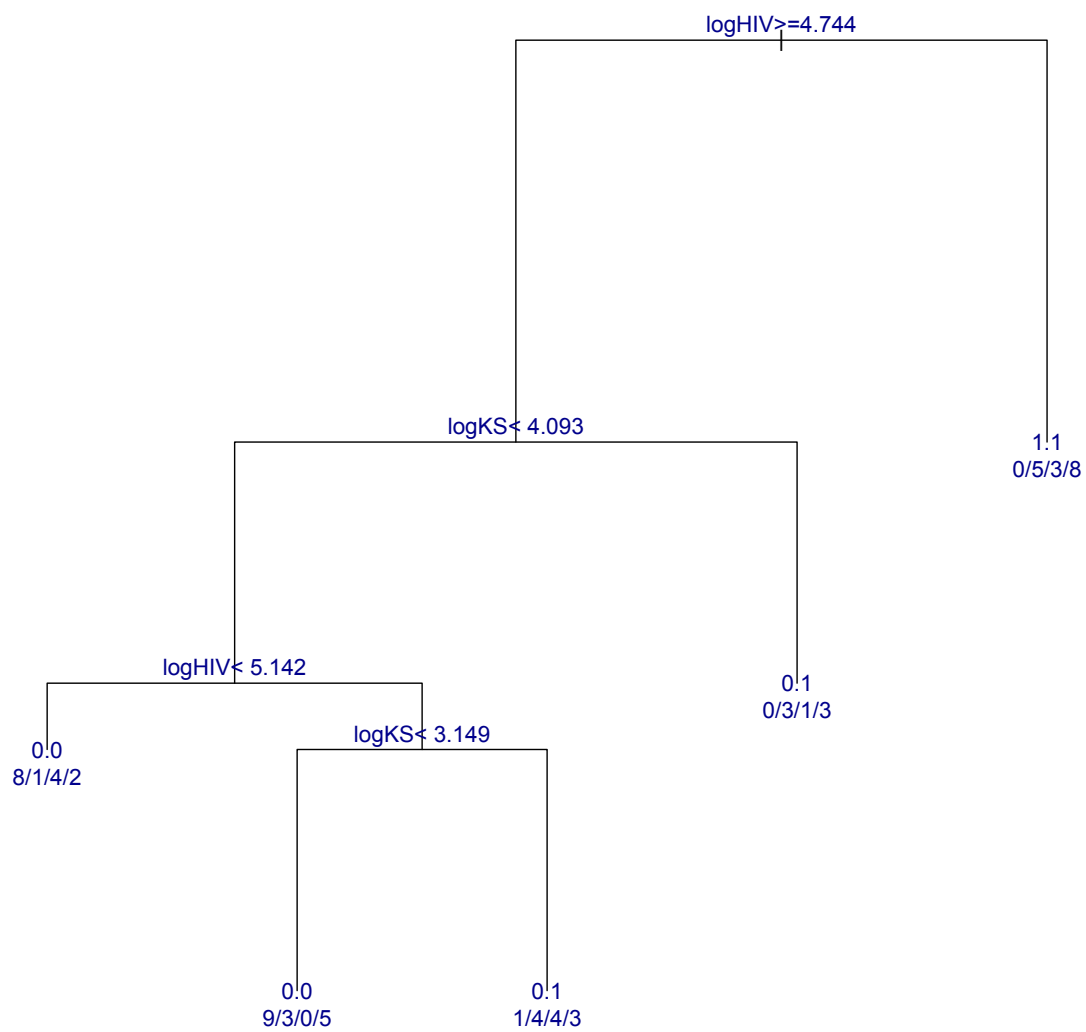 logHIV>=4.744
logKS< 4.093
1:1
0/5/3/8
logHIV< 5.142
0:1
0/3/1/3
logKS< 3.149
0:0
8/1/4/2
0:0
9/3/0/5
0:1
1/4/4/3